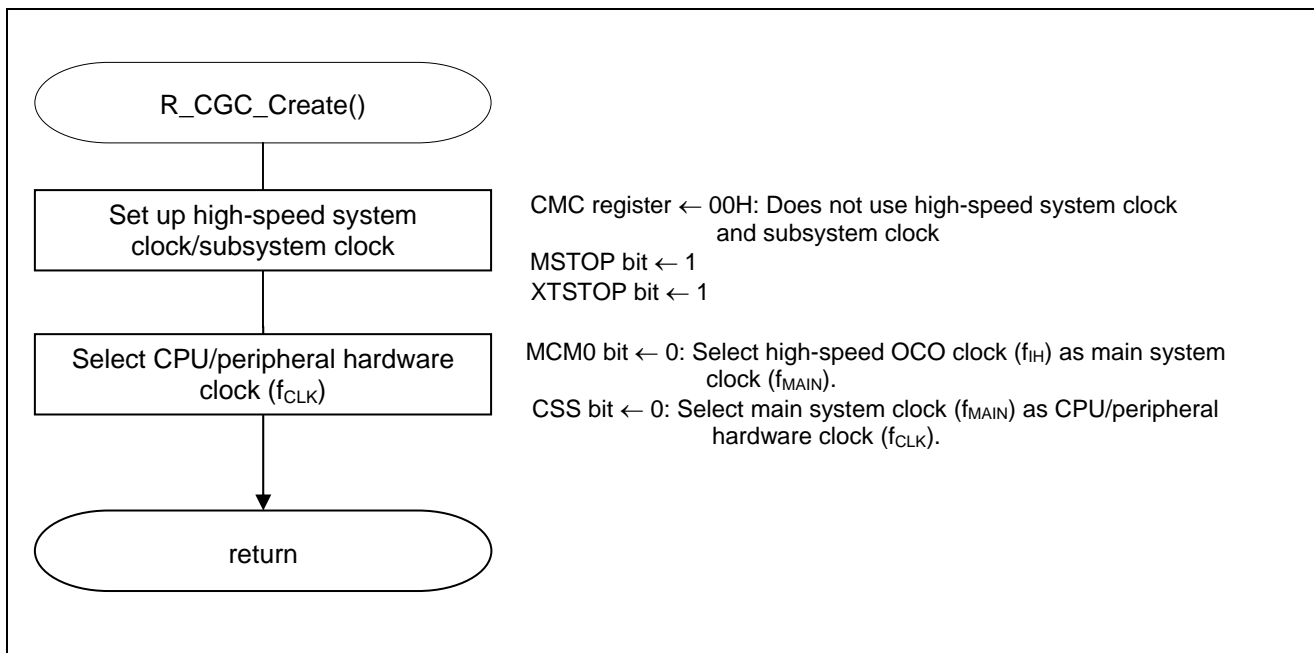 R_CGC_Create()
Set up high-speed system
clock/subsystem clock
CMC register ← 00H: Does not use high-speed system clock
and subsystem clock
MSTOP bit ← 1
XTSTOP bit ← 1
Select CPU/peripheral hardware
clock (fCLK)
MCM0 bit ← 0: Select high-speed OCO clock (fIH) as main system
clock (fMAIN).
CSS bit ← 0: Select main system clock (fMAIN) as CPU/peripheral
hardware clock (fCLK).
return